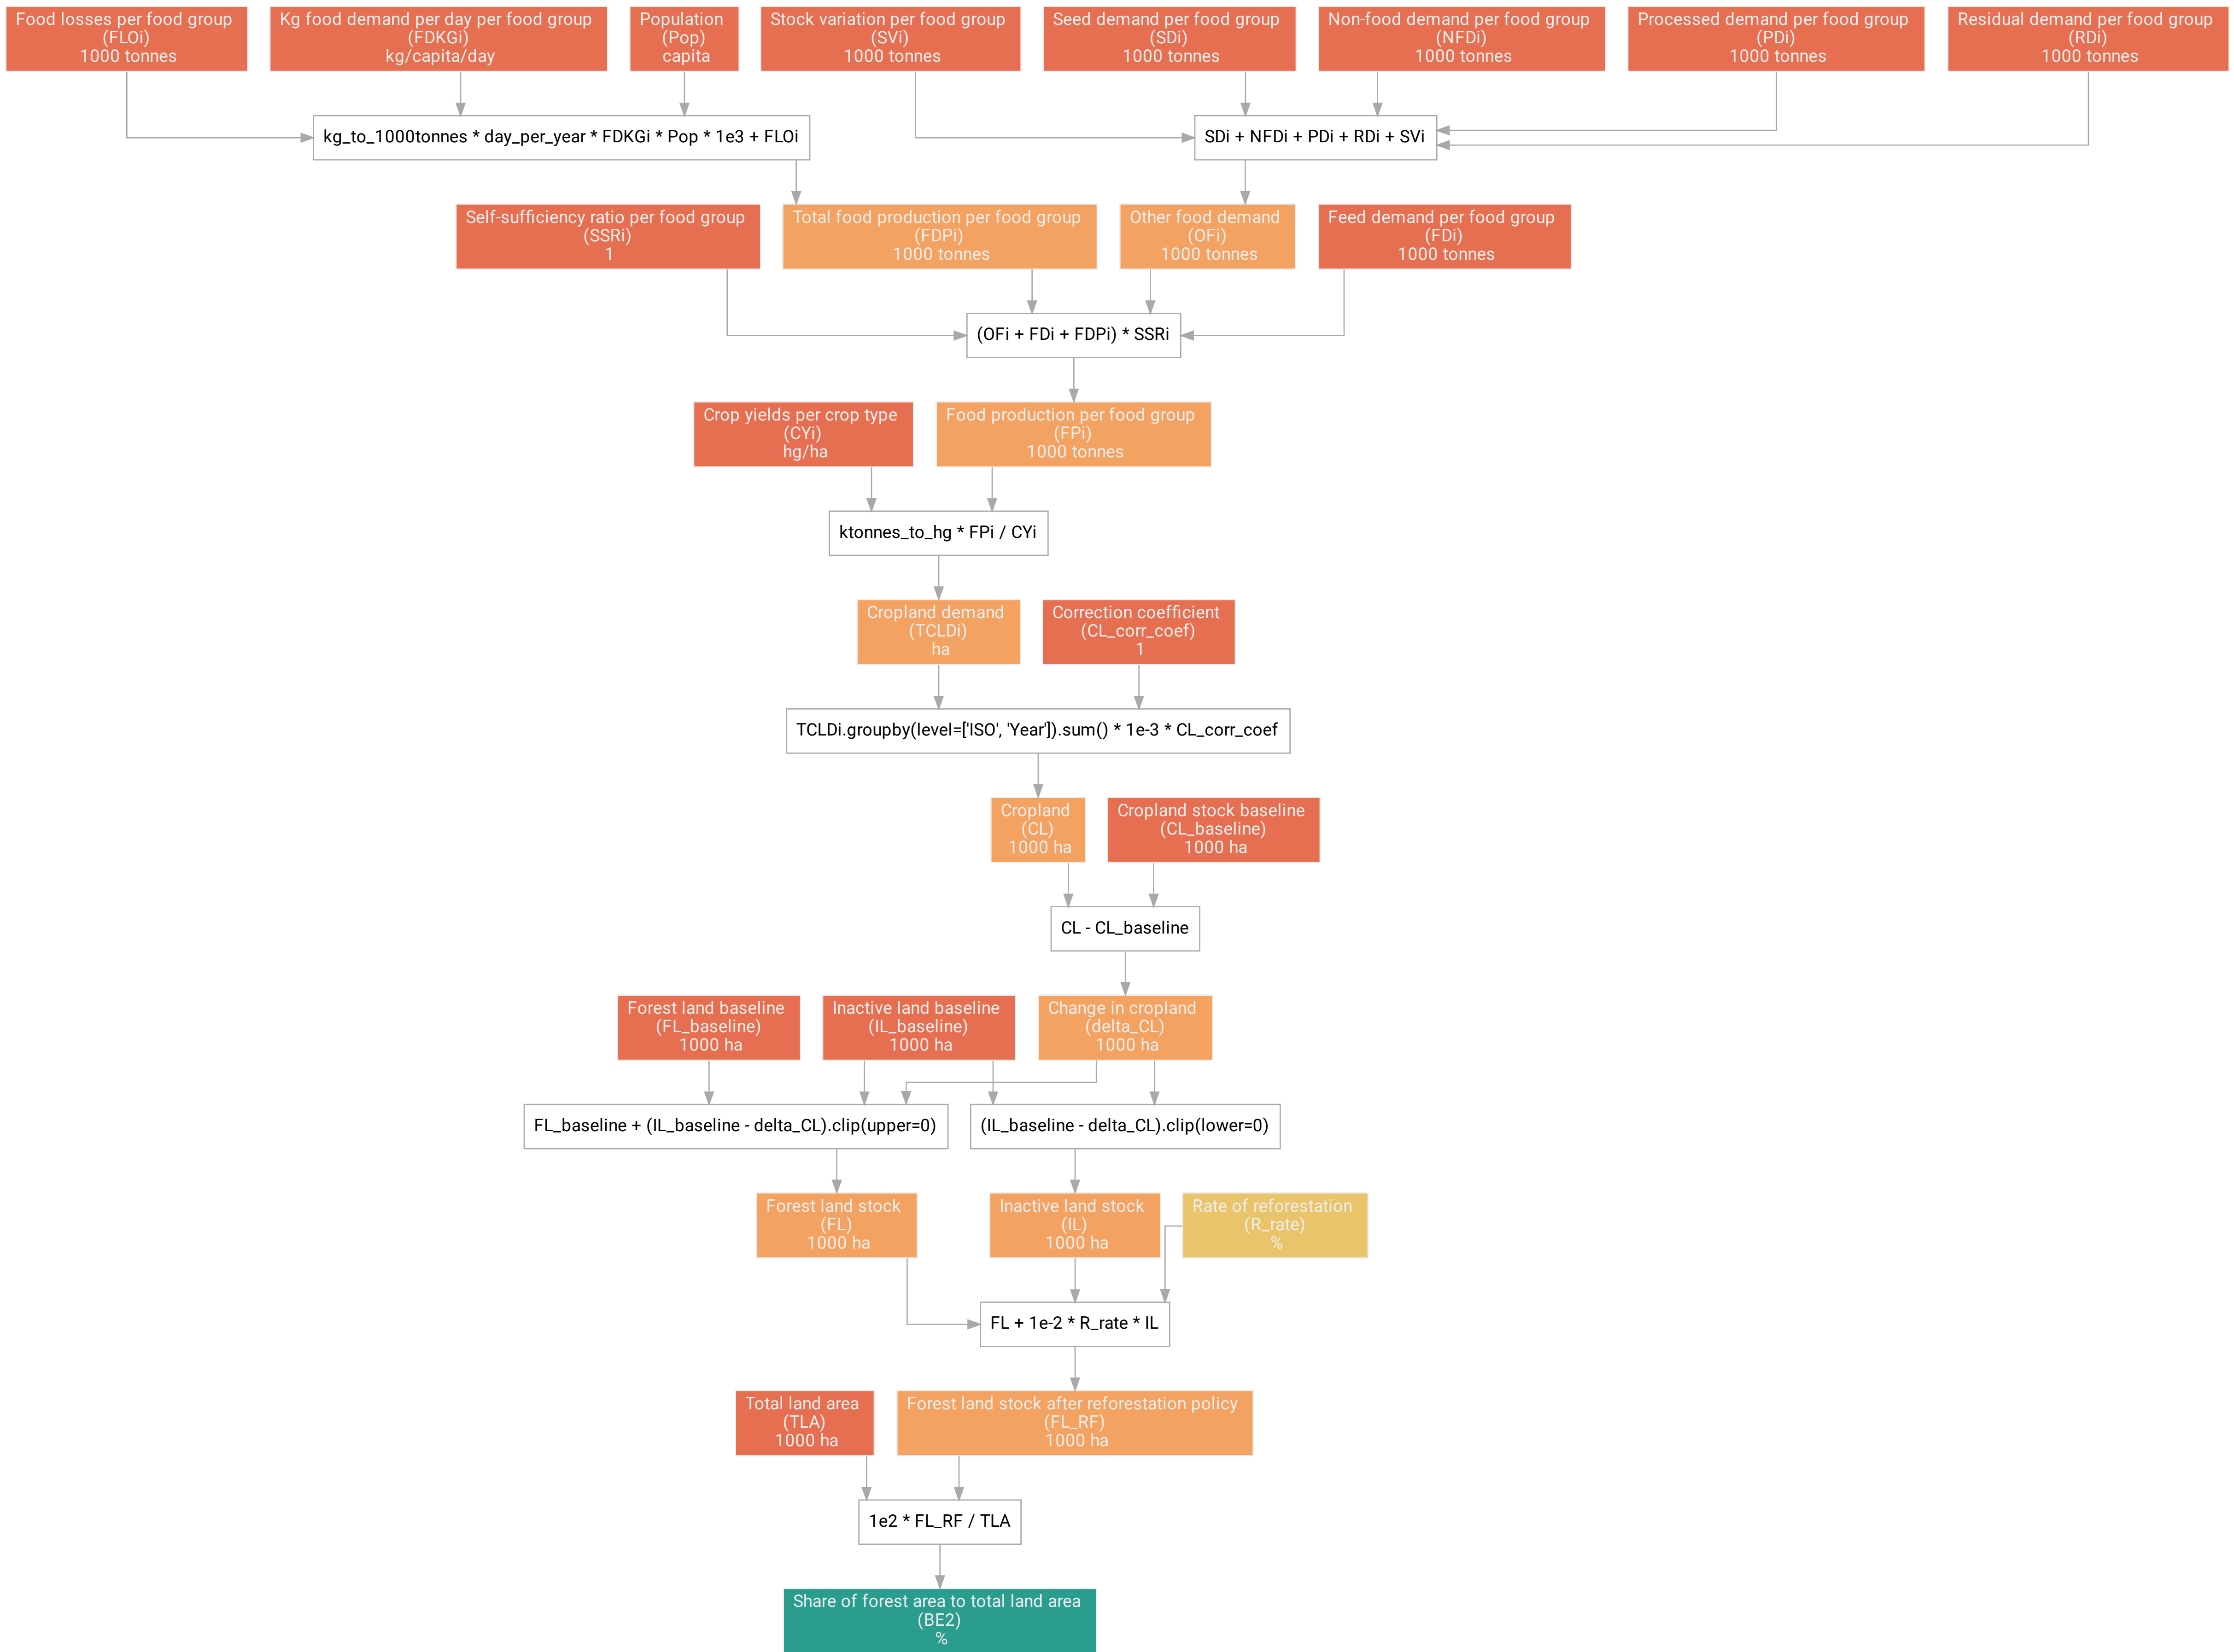 Food losses per food group
(FLOi)
1000 tonnes
Kg food demand per day per food group
(FDKGi)
kg/capita/day
Population
(Pop)
capita
Stock variation per food group
(SVi)
1000 tonnes
Seed demand per food group
(SDi)
1000 tonnes
Non-food demand per food group
(NFDi)
1000 tonnes
Processed demand per food group
(PDi)
1000 tonnes
Residual demand per food group
(RDi)
1000 tonnes
kg_to_1000tonnes * day_per_year * FDKGi * Pop * 1e3 + FLOi
SDi + NFDi + PDi + RDi + SVi
Self-sufficiency ratio per food group
(SSRi)
1
Total food production per food group
(FDPi)
1000 tonnes
Other food demand
(OFi)
1000 tonnes
Feed demand per food group
(FDi)
1000 tonnes
(OFi + FDi + FDPi) * SSRi
Crop yields per crop type
(CYi)
hg/ha
Food production per food group
(FPi)
1000 tonnes
ktonnes_to_hg * FPi / CYi
Cropland demand
(TCLDi)
ha
Correction coefficient
(CL_corr_coef)
1
TCLDi.groupby(level=['ISO', 'Year']).sum() * 1e-3 * CL_corr_coef
Cropland
(CL)
1000 ha
Cropland stock baseline
(CL_baseline)
1000 ha
CL - CL_baseline
Forest land baseline
(FL_baseline)
1000 ha
Inactive land baseline
(IL_baseline)
1000 ha
Change in cropland
(delta_CL)
1000 ha
FL_baseline + (IL_baseline - delta_CL).clip(upper=0)
(IL_baseline - delta_CL).clip(lower=0)
Forest land stock
(FL)
1000 ha
Inactive land stock
(IL)
1000 ha
Rate of reforestation
(R_rate)
%
FL + 1e-2 * R_rate * IL
Total land area
(TLA)
1000 ha
Forest land stock after reforestation policy
(FL_RF)
1000 ha
1e2 * FL_RF / TLA
Share of forest area to total land area
(BE2)
%